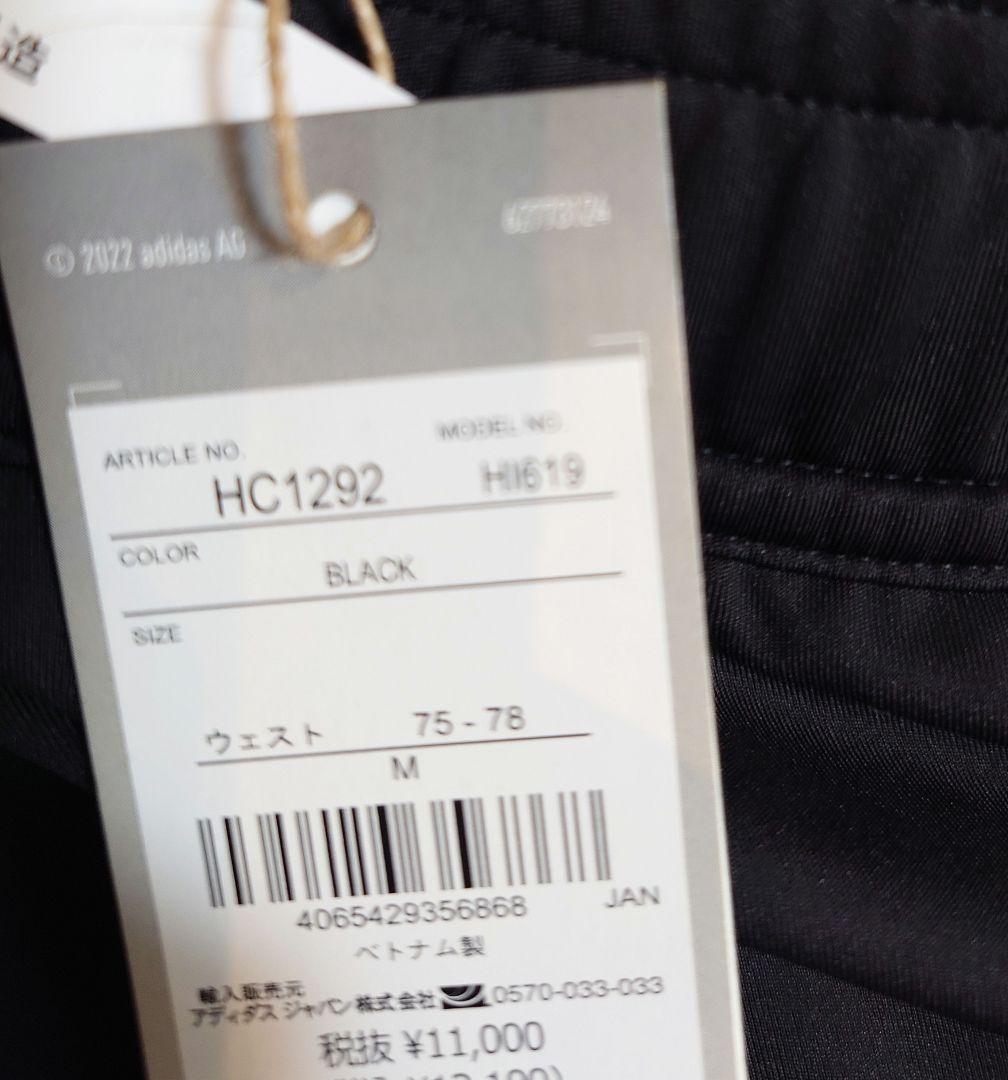 造
© 2022 adidas AG
ARTICLE NO. MODEL NO.
HC1292 HII619
COLOR
BLACK
SIZE
ウェスト 75 - 78
M
4065429356868 JAN
ベトナム製
輸入販売元
アディダス ジャパン株式会社 0570-033-033
税抜 ¥11,000